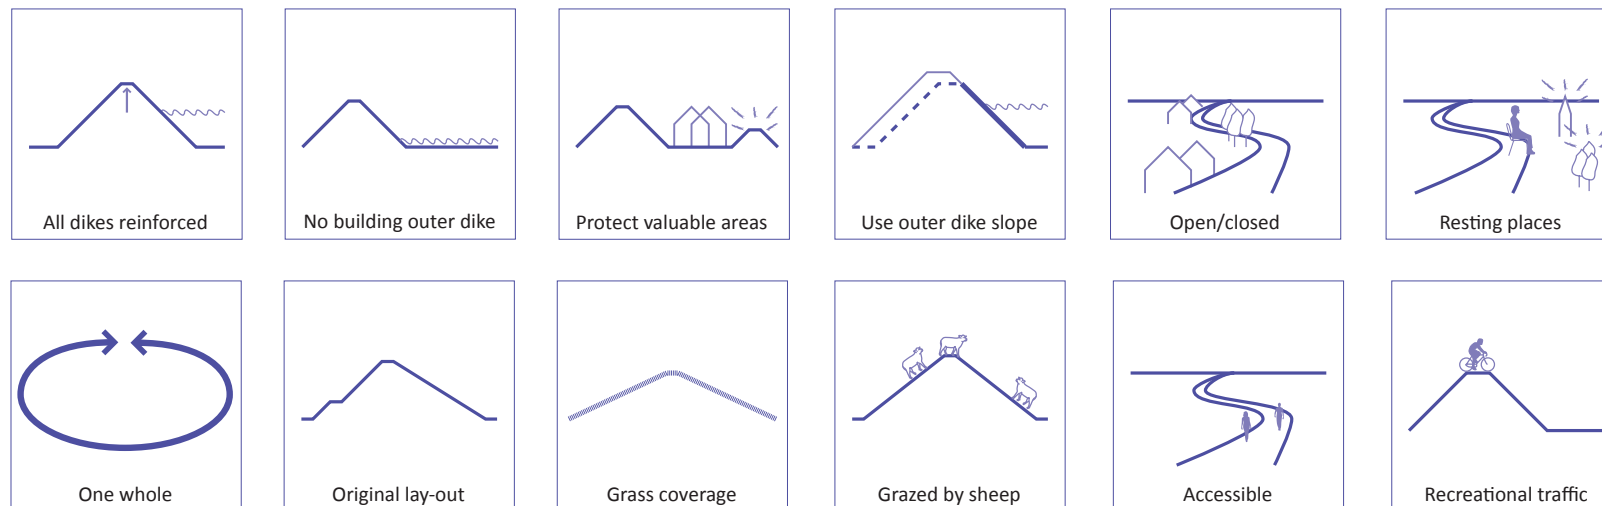 All dikes reinforced
No building outer dike
Protect valuable areas
Use outer dike slope
Open/closed
Resting places
One whole
Original lay-out
Grass coverage
Grazed by sheep
Accessible
Recreational traffic